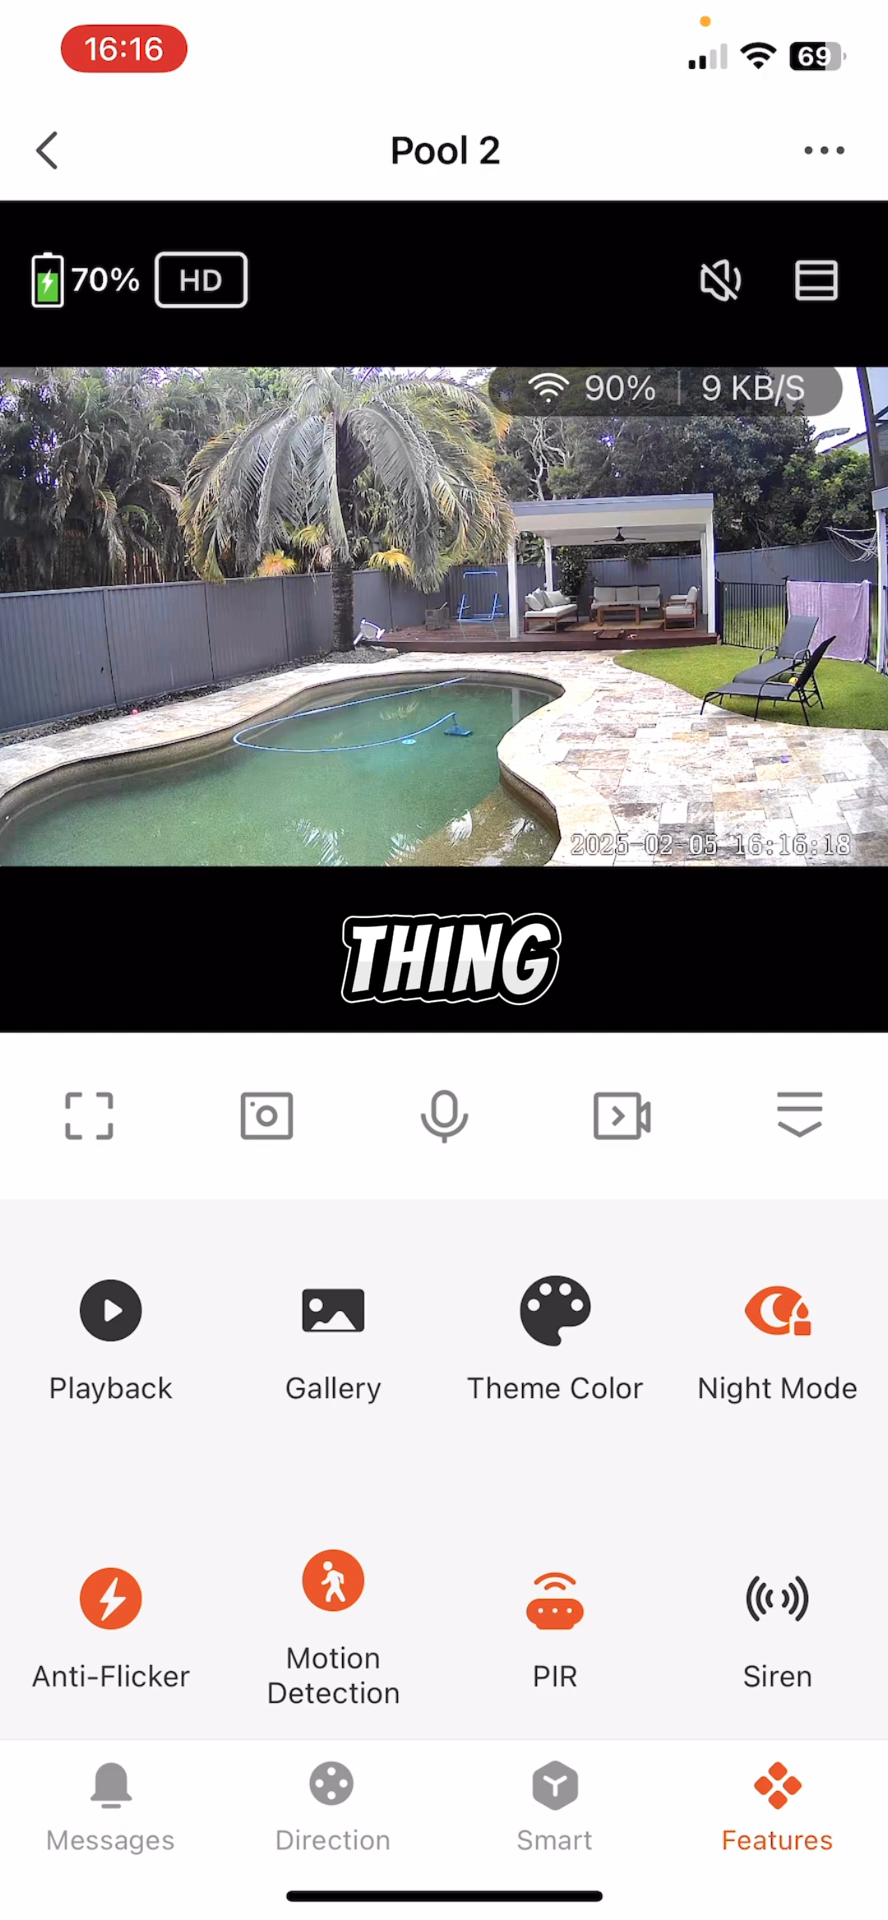 16:16
69
Pool 2
70% HD
90% | 9 KB/S
2025-02-05 16:16:18
THING
Playback
Gallery
Theme Color
Night Mode
Anti-Flicker
Motion
Detection
PIR
Siren
Messages
Direction
Smart
Features